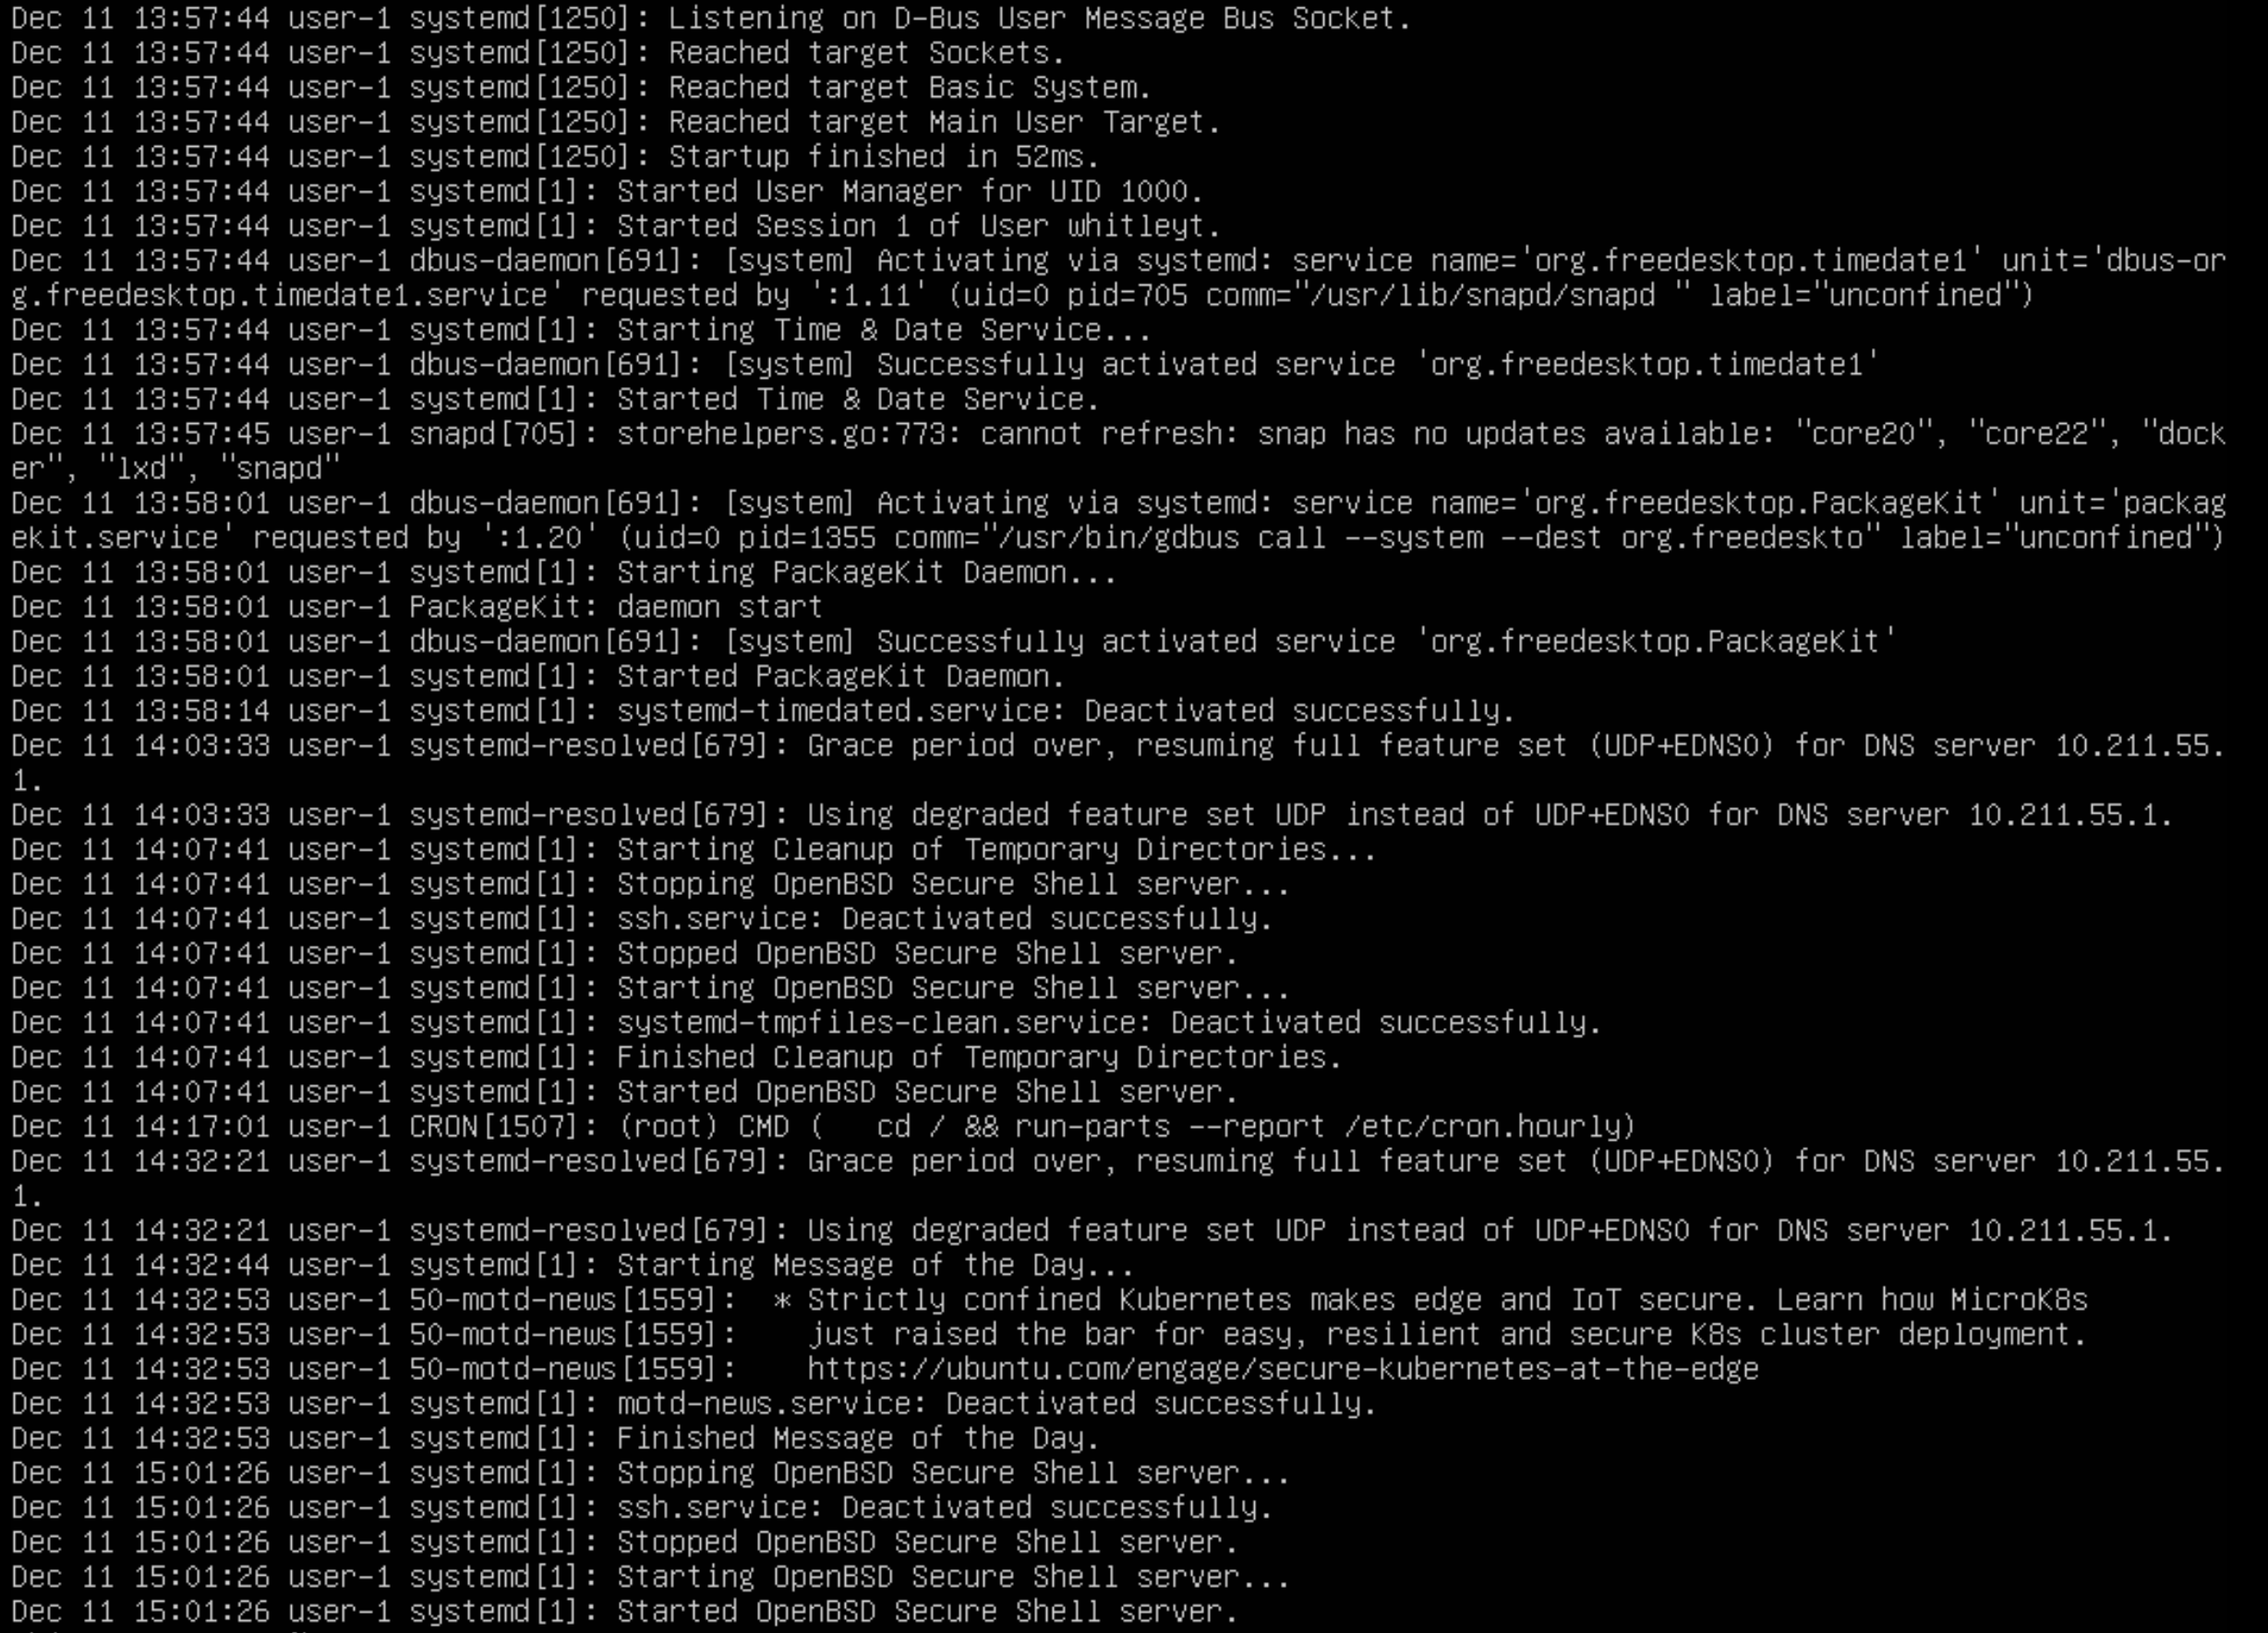 Dec 11 13:57:44 user-1 systemd[1250]: Listening on D-Bus User Message Bus Socket.
Dec 11 13:57:44 user-1 systemd[1250]: Reached target Sockets.
Dec 11 13:57:44 user-1 systemd[1250]: Reached target Basic System.
Dec 11 13:57:44 user-1 systemd[1250]: Reached target Main User Target.
Dec 11 13:57:44 user-1 systemd[1250]: Startup finished in 52ms.
Dec 11 13:57:44 user-1 systemd[1]: Started User Manager for UID 1000.
Dec 11 13:57:44 user-1 systemd[1]: Started Session 1 of User whitleyt.
Dec 11 13:57:44 user-1 dbus-daemon[691]: [system] Activating via systemd: service name='org.freedesktop.timedate1' unit='dbus-or
g.freedesktop.timedate1.service' requested by ':1.11' (uid=0 pid=705 comm="/usr/lib/snapd/snapd " label="unconfined")
Dec 11 13:57:44 user-1 systemd[1]: Starting Time & Date Service...
Dec 11 13:57:44 user-1 dbus-daemon[691]: [system] Successfully activated service 'org.freedesktop.timedate1'
Dec 11 13:57:44 user-1 systemd[1]: Started Time & Date Service.
Dec 11 13:57:45 user-1 snapd[705]: storehelpers.go:773: cannot refresh: snap has no updates available: "core20", "core22", "dock
er", "lxd", "snapd"
Dec 11 13:58:01 user-1 dbus-daemon[691]: [system] Activating via systemd: service name='org.freedesktop.PackageKit' unit='packag
ekit.service' requested by ':1.20' (uid=0 pid=1355 comm="/usr/bin/gdbus call --system --dest org.freedeskto" label="unconfined")
Dec 11 13:58:01 user-1 systemd[1]: Starting PackageKit Daemon...
Dec 11 13:58:01 user-1 PackageKit: daemon start
Dec 11 13:58:01 user-1 dbus-daemon[691]: [system] Successfully activated service 'org.freedesktop.PackageKit'
Dec 11 13:58:01 user-1 systemd[1]: Started PackageKit Daemon.
Dec 11 13:58:14 user-1 systemd[1]: systemd-timedated.service: Deactivated successfully.
Dec 11 14:03:33 user-1 systemd-resolved[679]: Grace period over, resuming full feature set (UDP+EDNS0) for DNS server 10.211.55.
1.
Dec 11 14:03:33 user-1 systemd-resolved[679]: Using degraded feature set UDP instead of UDP+EDNS0 for DNS server 10.211.55.1.
Dec 11 14:07:41 user-1 systemd[1]: Starting Cleanup of Temporary Directories...
Dec 11 14:07:41 user-1 systemd[1]: Stopping OpenBSD Secure Shell server...
Dec 11 14:07:41 user-1 systemd[1]: ssh.service: Deactivated successfully.
Dec 11 14:07:41 user-1 systemd[1]: Stopped OpenBSD Secure Shell server.
Dec 11 14:07:41 user-1 systemd[1]: Starting OpenBSD Secure Shell server...
Dec 11 14:07:41 user-1 systemd[1]: systemd-tmpfiles-clean.service: Deactivated successfully.
Dec 11 14:07:41 user-1 systemd[1]: Finished Cleanup of Temporary Directories.
Dec 11 14:07:41 user-1 systemd[1]: Started OpenBSD Secure Shell server.
Dec 11 14:17:01 user-1 CRON[1507]: (root) CMD (   cd / && run-parts --report /etc/cron.hourly)
Dec 11 14:32:21 user-1 systemd-resolved[679]: Grace period over, resuming full feature set (UDP+EDNS0) for DNS server 10.211.55.
1.
Dec 11 14:32:21 user-1 systemd-resolved[679]: Using degraded feature set UDP instead of UDP+EDNS0 for DNS server 10.211.55.1.
Dec 11 14:32:44 user-1 systemd[1]: Starting Message of the Day...
Dec 11 14:32:53 user-1 50-motd-news[1559]:  * Strictly confined Kubernetes makes edge and IoT secure. Learn how MicroK8s
Dec 11 14:32:53 user-1 50-motd-news[1559]:    just raised the bar for easy, resilient and secure K8s cluster deployment.
Dec 11 14:32:53 user-1 50-motd-news[1559]:    https://ubuntu.com/engage/secure-kubernetes-at-the-edge
Dec 11 14:32:53 user-1 systemd[1]: motd-news.service: Deactivated successfully.
Dec 11 14:32:53 user-1 systemd[1]: Finished Message of the Day.
Dec 11 15:01:26 user-1 systemd[1]: Stopping OpenBSD Secure Shell server...
Dec 11 15:01:26 user-1 systemd[1]: ssh.service: Deactivated successfully.
Dec 11 15:01:26 user-1 systemd[1]: Stopped OpenBSD Secure Shell server.
Dec 11 15:01:26 user-1 systemd[1]: Starting OpenBSD Secure Shell server...
Dec 11 15:01:26 user-1 systemd[1]: Started OpenBSD Secure Shell server.